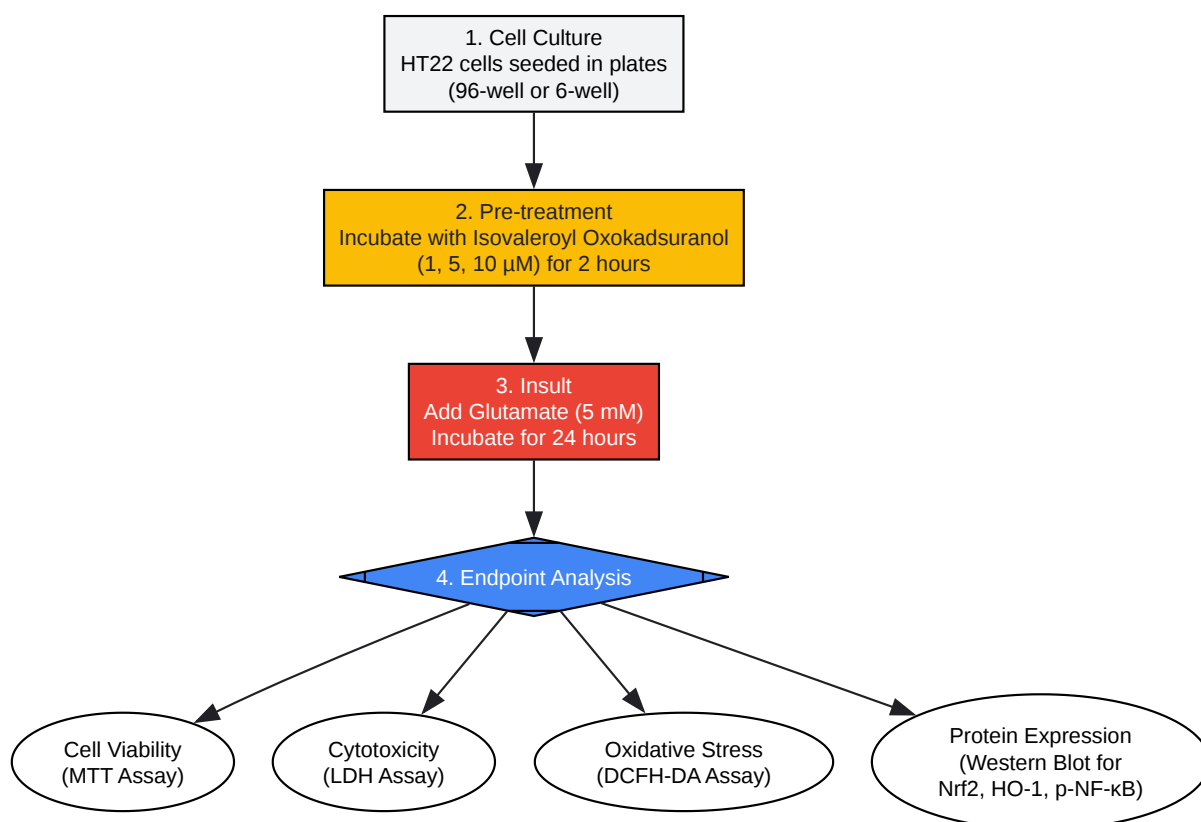 1. Cell Culture
HT22 cells seeded in plates
(96-well or 6-well)
2. Pre-treatment
Incubate with Isovaleroyl Oxokadsuranol
(1, 5, 10 µM) for 2 hours
3. Insult
Add Glutamate (5 mM)
Incubate for 24 hours
4. Endpoint Analysis
Cell Viability
(MTT Assay)
Cytotoxicity
(LDH Assay)
Oxidative Stress
(DCFH-DA Assay)
Protein Expression
(Western Blot for
Nrf2, HO-1, p-NF-κB)